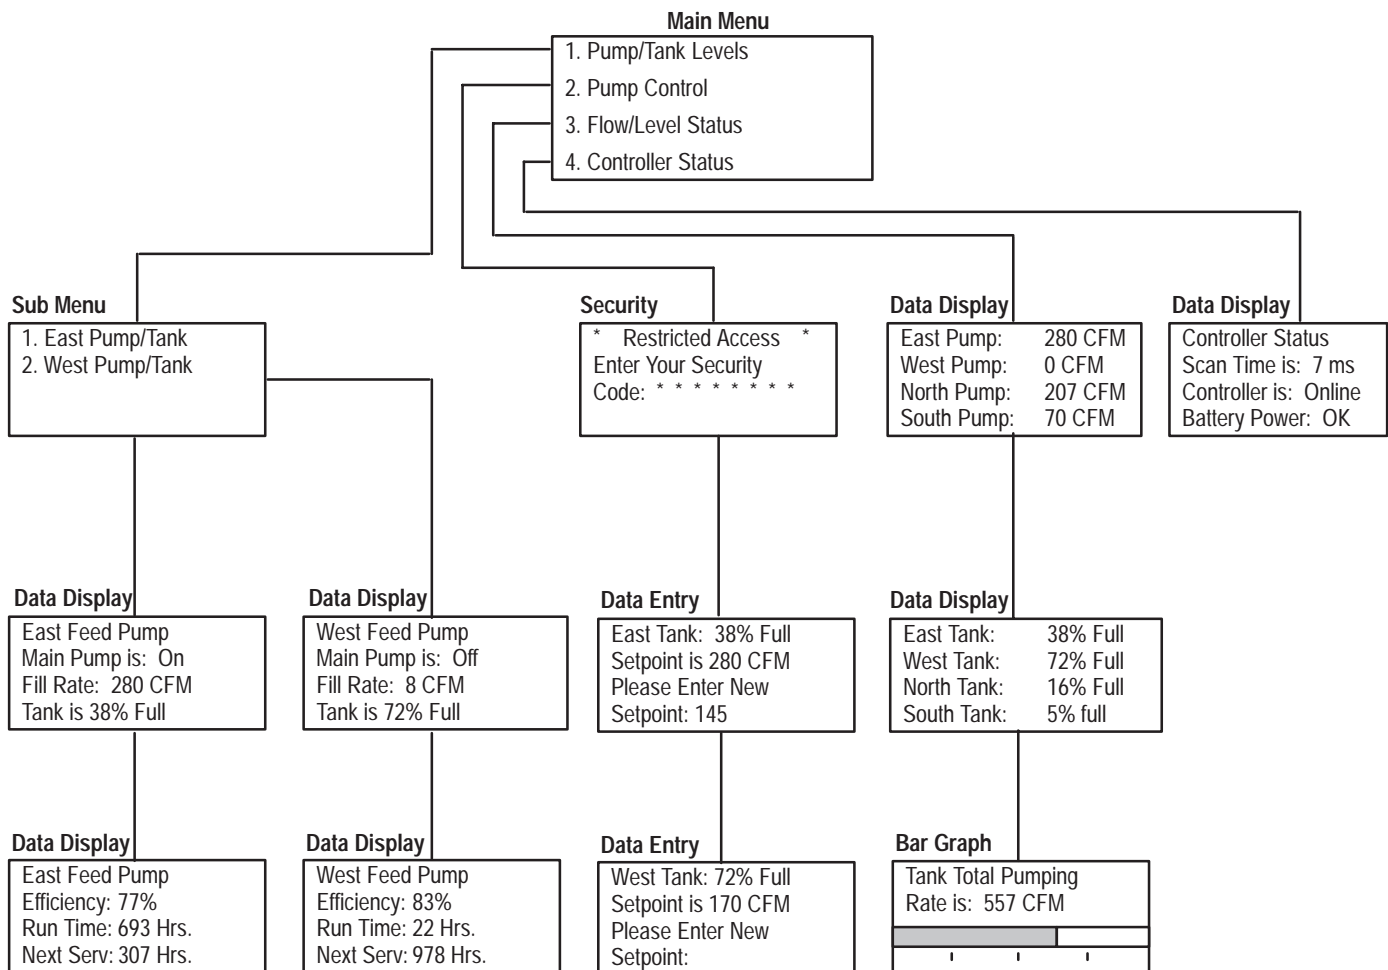 Main Menu
1. Pump/Tank Levels
2. Pump Control
3. Flow/Level Status
4. Controller Status
Sub Menu
1. East Pump/Tank
2. West Pump/Tank
Security
* Restricted Access *
Enter Your Security
Code: * * * * * * * *
Data Display
East Pump: 280 CFM
West Pump: 0 CFM
North Pump: 207 CFM
South Pump: 70 CFM
Data Display
Controller Status
Scan Time is: 7 ms
Controller is: Online
Battery Power: OK
Data Display
East Feed Pump
Main Pump is: On
Fill Rate: 280 CFM
Tank is 38% Full
Data Display
West Feed Pump
Main Pump is: Off
Fill Rate: 8 CFM
Tank is 72% Full
Data Entry
East Tank: 38% Full
Setpoint is 280 CFM
Please Enter New
Setpoint: 145
Data Display
East Tank: 38% Full
West Tank: 72% Full
North Tank: 16% Full
South Tank: 5% full
Data Display
East Feed Pump
Efficiency: 77%
Run Time: 693 Hrs.
Next Serv: 307 Hrs.
Data Display
West Feed Pump
Efficiency: 83%
Run Time: 22 Hrs.
Next Serv: 978 Hrs.
Data Entry
West Tank: 72% Full
Setpoint is 170 CFM
Please Enter New
Setpoint:
Bar Graph
Tank Total Pumping
Rate is: 557 CFM